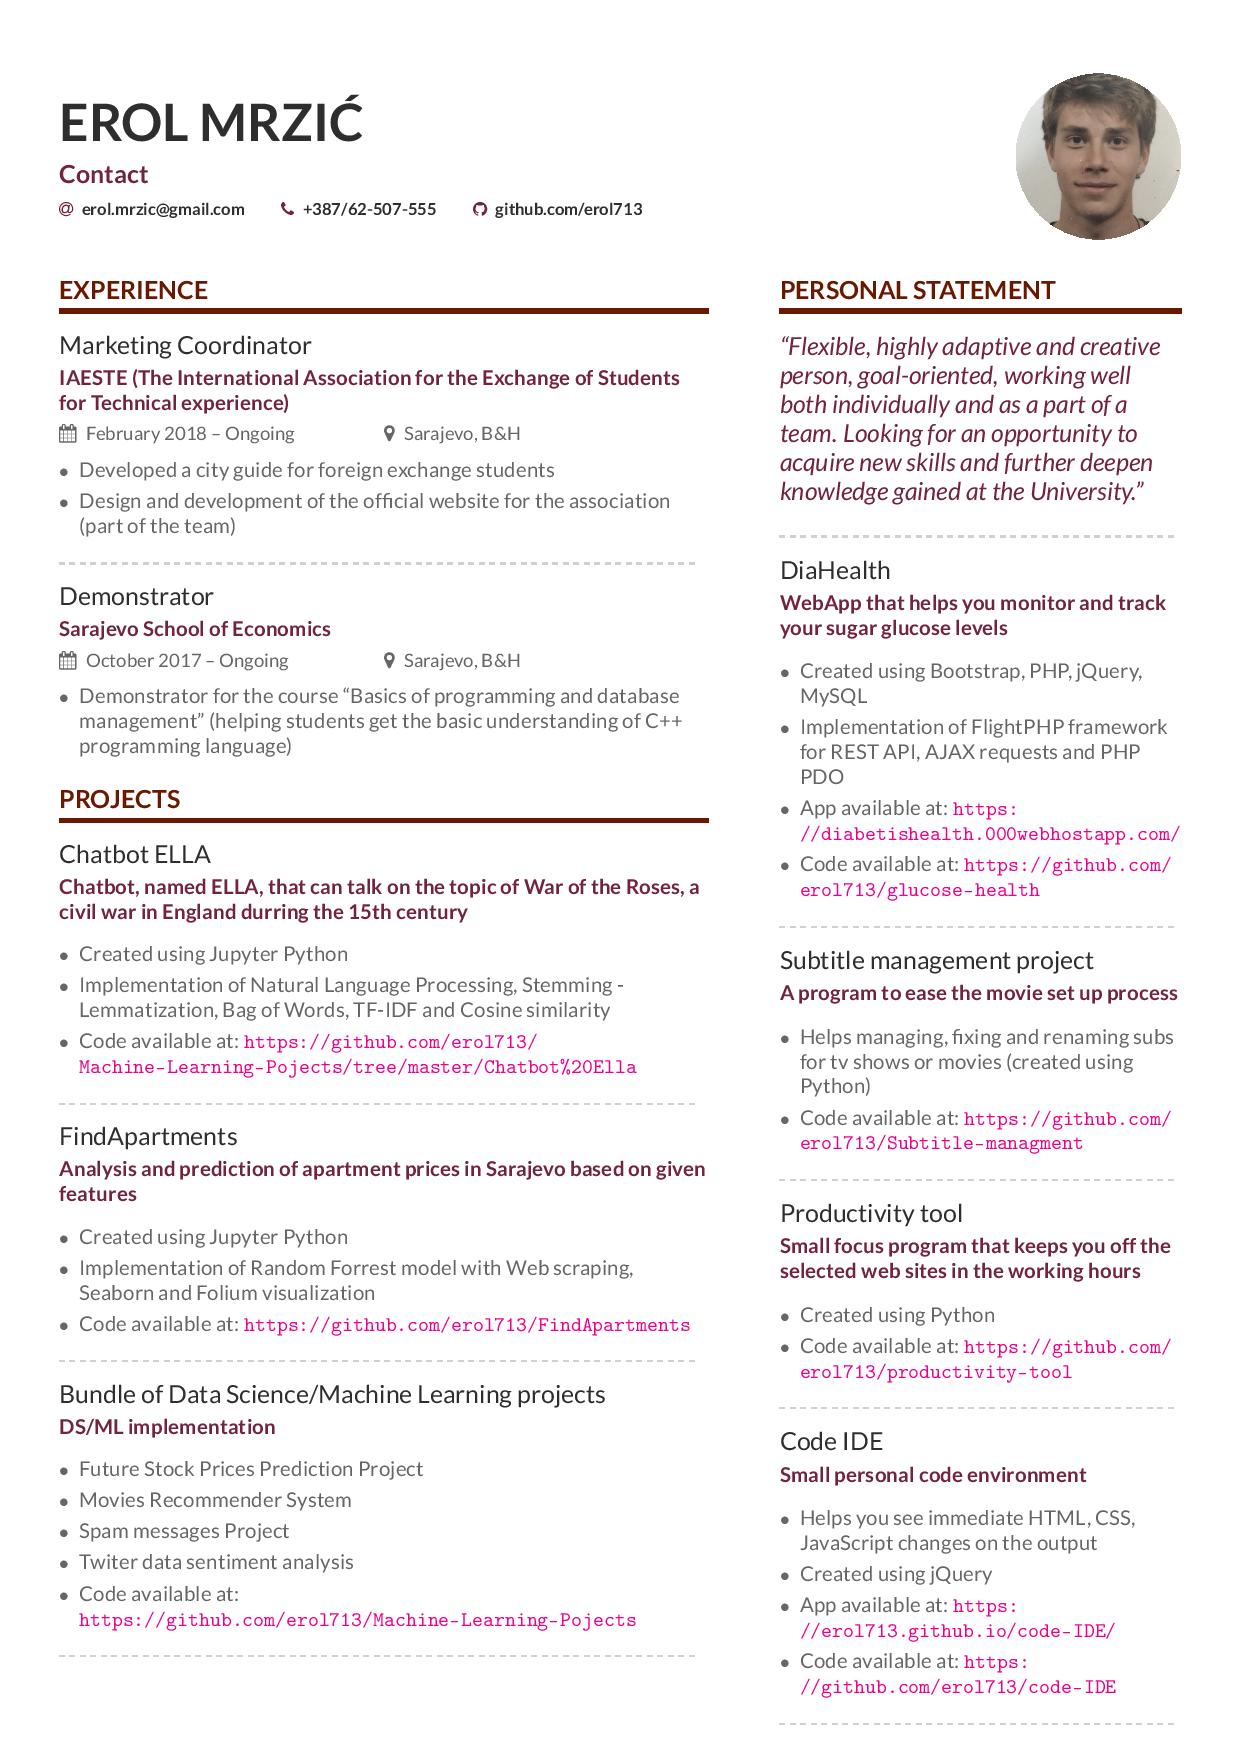 EROL MRZIĆ
Contact
erol.mrzic@gmail.com +387/62-507-555 github.com/erol713
EXPERIENCE
Marketing Coordinator
IAESTE (The International Association for the Exchange of Students
for Technical experience)
February 2018 – Ongoing Sarajevo, B&H
• Developed a city guide for foreign exchange students
• Design and development of the official website for the association
(part of the team)
Demonstrator
Sarajevo School of Economics
October 2017 – Ongoing Sarajevo, B&H
• Demonstrator for the course “Basics of programming and database
management” (helping students get the basic understanding of C++
programming language)
PROJECTS
Chatbot ELLA
Chatbot, named ELLA, that can talk on the topic of War of the Roses, a
civil war in England durring the 15th century
• Created using Jupyter Python
• Implementation of Natural Language Processing, Stemming -
Lemmatization, Bag of Words, TF-IDF and Cosine similarity
• Code available at: https://github.com/erol713/
Machine-Learning-Pojects/tree/master/Chatbot%20Ella
FindApartments
Analysis and prediction of apartment prices in Sarajevo based on given
features
• Created using Jupyter Python
• Implementation of Random Forrest model with Web scraping,
Seaborn and Folium visualization
• Code available at: https://github.com/erol713/FindApartments
Bundle of Data Science/Machine Learning projects
DS/ML implementation
• Future Stock Prices Prediction Project
• Movies Recommender System
• Spam messages Project
• Twiter data sentiment analysis
• Code available at:
https://github.com/erol713/Machine-Learning-Pojects
PERSONAL STATEMENT
“Flexible, highly adaptive and creative
person, goal-oriented, working well
both individually and as a part of a
team. Looking for an opportunity to
acquire new skills and further deepen
knowledge gained at the University.”
DiaHealth
WebApp that helps you monitor and track
your sugar glucose levels
• Created using Bootstrap, PHP, jQuery,
MySQL
• Implementation of FlightPHP framework
for REST API, AJAX requests and PHP
PDO
• App available at: https:
//diabetishealth.000webhostapp.com/
• Code available at: https://github.com/
erol713/glucose-health
Subtitle management project
A program to ease the movie set up process
• Helps managing, fixing and renaming subs
for tv shows or movies (created using
Python)
• Code available at: https://github.com/
erol713/Subtitle-managment
Productivity tool
Small focus program that keeps you off the
selected web sites in the working hours
• Created using Python
• Code available at: https://github.com/
erol713/productivity-tool
Code IDE
Small personal code environment
• Helps you see immediate HTML, CSS,
JavaScript changes on the output
• Created using jQuery
• App available at: https:
//erol713.github.io/code-IDE/
• Code available at: https:
//github.com/erol713/code-IDE